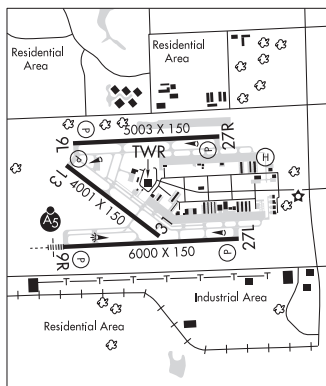 Residential
Area
Residential
Area
P
5003 X 150
P
27R
9L
P
TWR
H
13
4001 X 150
31
A5
27L
9R
P
6000 X 150
P
T T T T T T T T
Industrial Area
Residential Area